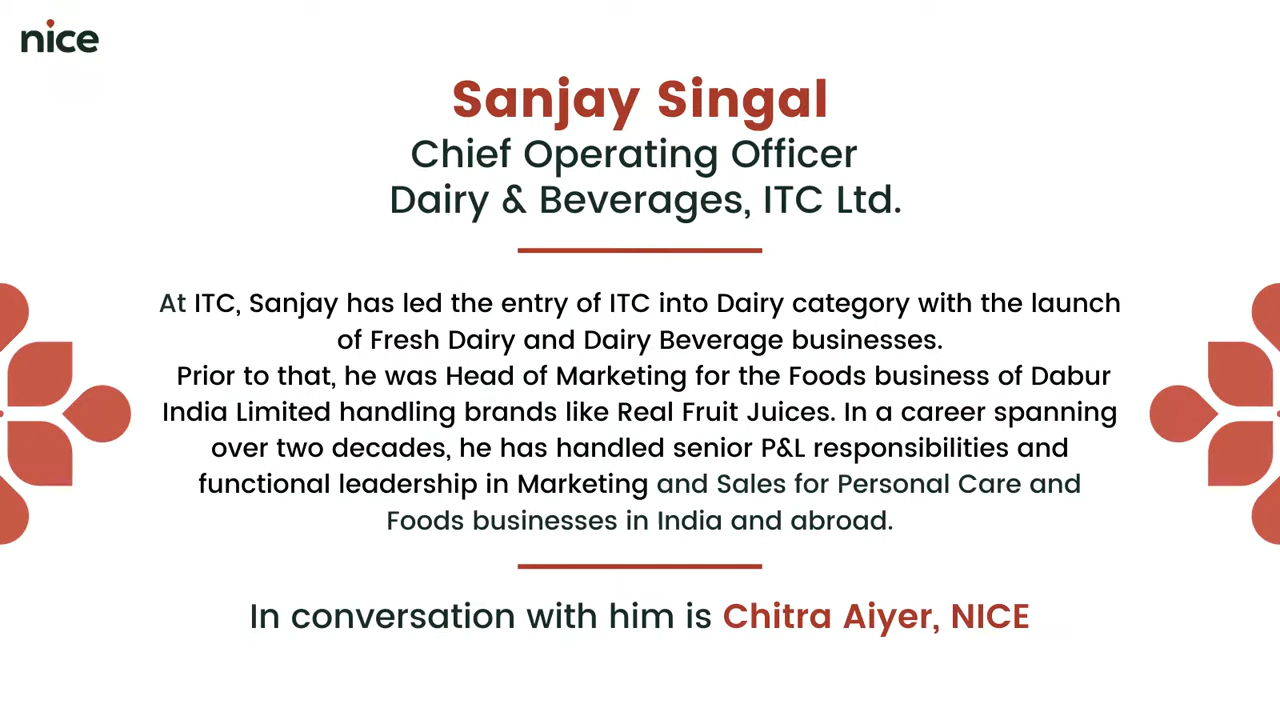 nice
Sanjay Singal
Chief Operating Officer
Dairy & Beverages, ITC Ltd.
At ITC, Sanjay has led the entry of ITC into Dairy category with the launch
of Fresh Dairy and Dairy Beverage businesses.
Prior to that, he was Head of Marketing for the Foods business of Dabur
India Limited handling brands like Real Fruit Juices. In a career spanning
over two decades, he has handled senior P&L responsibilities and
functional leadership in Marketing and Sales for Personal Care and
Foods businesses in India and abroad.
In conversation with him is Chitra Aiyer, NICE